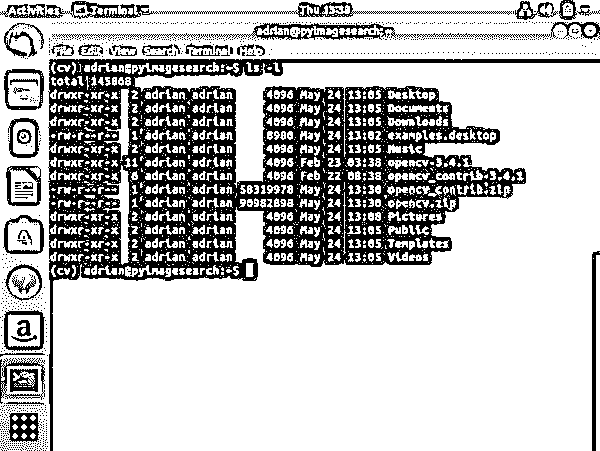 Activities Terminal
adrian@pyimagesearch: ~
File Edit View Search Terminal Help
(cv) adrian@pyimagesearch:~$ ls -l
total 145868
drwxr-xr-x 2 adrian adrian 4096 May 24 13:05 Desktop
drwxr-xr-x 2 adrian adrian 4096 May 24 13:05 Documents
drwxr-xr-x 2 adrian adrian 4096 May 24 13:05 Downloads
-rw-r--r-- 1 adrian adrian 8980 May 24 13:02 examples.desktop
drwxr-xr-x 2 adrian adrian 4096 May 24 13:05 Music
drwxr-xr-x 11 adrian adrian 4096 Feb 23 03:38 opencv-3.4.1
drwxr-xr-x 6 adrian adrian 4096 Feb 22 08:38 opencv_contrib-3.4.1
-rw-r--r-- 1 adrian adrian 58319978 May 24 13:30 opencv_contrib.zip
-rw-r--r-- 1 adrian adrian 90982898 May 24 13:30 opencv.zip
drwxr-xr-x 2 adrian adrian 4096 May 24 13:08 Pictures
drwxr-xr-x 2 adrian adrian 4096 May 24 13:05 Public
drwxr-xr-x 2 adrian adrian 4096 May 24 13:05 Templates
drwxr-xr-x 2 adrian adrian 4096 May 24 13:05 Videos
(cv) adrian@pyimagesearch:~$